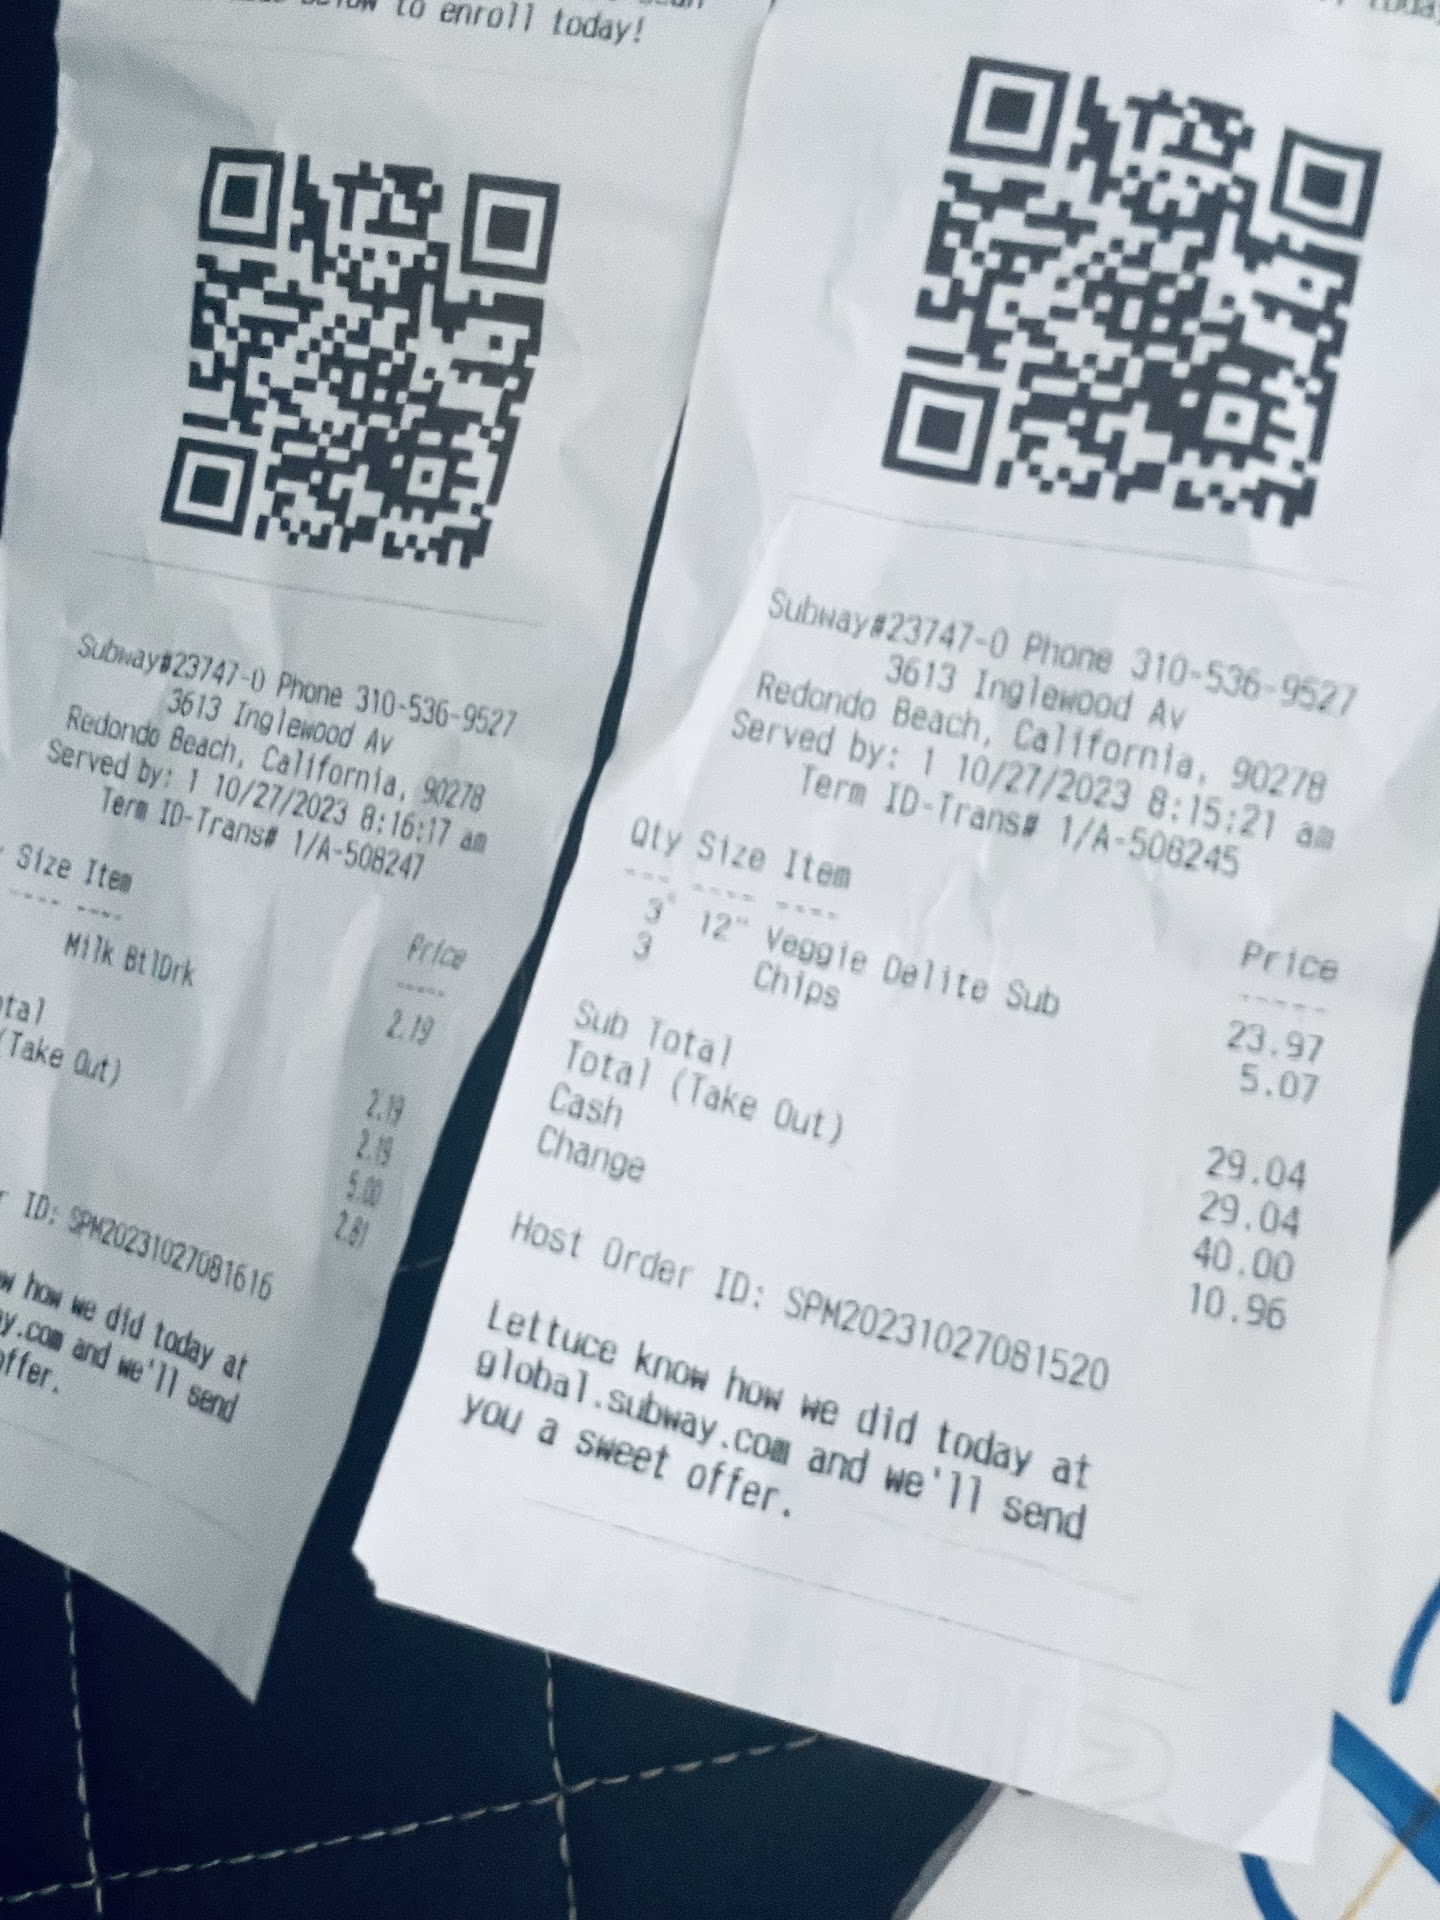 below to enroll today!
Subway#23747-0 Phone 310-536-9527
3613 Inglewood Av
Redondo Beach, California, 90278
Served by: 1 10/27/2023 8:16:17 am
Term ID-Trans# 1/A-508247
Size Item
Price
---- ----
-----
Milk BtlDrk
2.19
tal
2.19
(Take Out)
2.19
5.00
2.81
ID: SPM20231027081616
w how we did today at
y.com and we'll send
offer.
Subway#23747-0 Phone 310-536-9527
3613 Inglewood Av
Redondo Beach, California, 90278
Served by: 1 10/27/2023 8:15:21 am
Term ID-Trans# 1/A-508245
Qty Size Item Price
--- ---- ---- -----
3 12" Veggie Delite Sub 23.97
3 Chips 5.07
Sub Total 29.04
Total (Take Out) 29.04
Cash 40.00
Change 10.96
Host Order ID: SPM20231027081520
Lettuce know how we did today at
global.subway.com and we'll send
you a sweet offer.